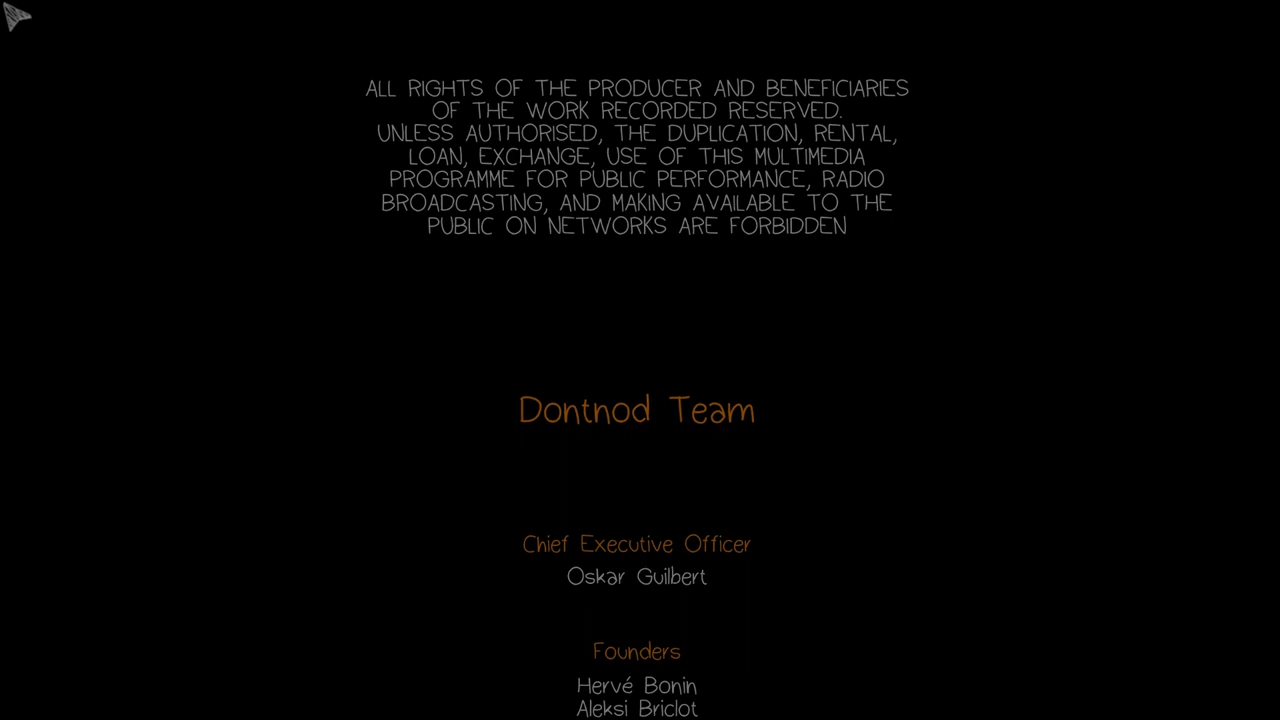 ALL RIGHTS OF THE PRODUCER AND BENEFICIARIES
OF THE WORK RECORDED RESERVED.
UNLESS AUTHORISED, THE DUPLICATION, RENTAL,
LOAN, EXCHANGE, USE OF THIS MULTIMEDIA
PROGRAMME FOR PUBLIC PERFORMANCE, RADIO
BROADCASTING, AND MAKING AVAILABLE TO THE
PUBLIC ON NETWORKS ARE FORBIDDEN
Dontnod Team
Chief Executive Officer
Oskar Guilbert
Founders
Hervé Bonin
Aleksi Briclot